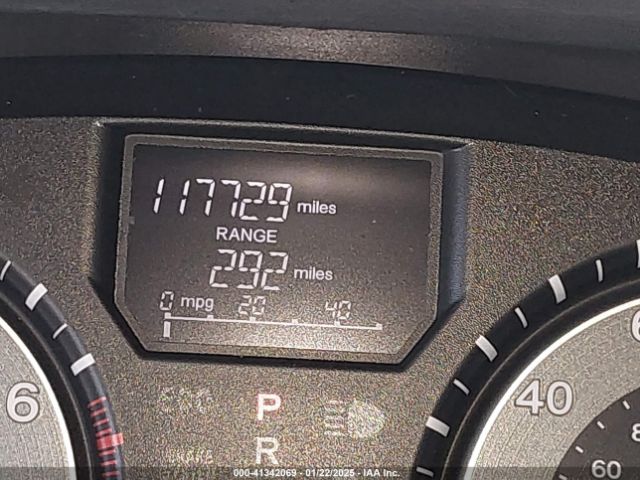 117729 miles
RANGE
292 miles
0 mpg 20 40
6 P 40
R 60
000-41342069 - 01/22/2025 - IAA Inc.